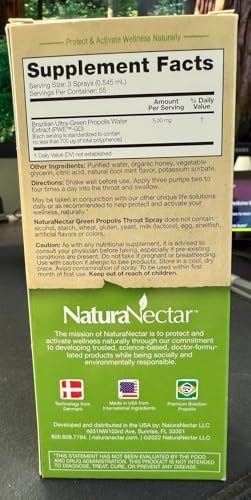 Protect & Activate Wellness Naturally
Supplement Facts
Serving Size: 3 Sprays (0.545 mL)
Servings Per Container: 55
Amount Per Serving
% Daily Value
Brazilian Ultra-Green Propolis Water
Extract (PWE™-GD)
5.00 mg
†
(Each serving is standardized to contain
no less than 700 µg of total polyphenols)
† Daily Value (DV) not established
Other Ingredients: Purified water, organic honey, vegetable
glycerin, citric acid, natural cool mint flavor, potassium sorbate.
Directions: Shake well before use. Apply three pumps two to
four times a day into the throat and swallow.
May be taken in conjunction with our other unique life solutions
daily or as recommended to help protect and activate your
wellness, naturally.
NaturaNectar Green Propolis Throat Spray does not contain
alcohol, starch, wheat, gluten, yeast, milk (lactose), egg, shellfish,
artificial flavors or colors.
Caution: As with any nutritional supplement, it is advised to
consult your physician before taking, especially if pre-existing
conditions are present. Do not take if pregnant or breastfeeding.
Use with caution if allergic to bee products. Store in a cool, dry
place. Avoid contamination of spray. To be used within first
month of first use. Keep out of reach of children.
NaturaNectar™
The mission of NaturaNectar is to protect and
activate wellness naturally through our commitment
to developing trusted, science-based, doctor-formu-
lated products while being socially and
environmentally responsible.
Technology from
Denmark
Made in USA from
International Ingredients
Premium Brazilian
Propolis
Developed and distributed in the USA by: NaturaNectar LLC
4631 NW 103rd Ave, Sunrise, FL 33351
800.809.7794 | naturanectar.com | ©2022 NaturaNectar LLC
*THIS STATEMENT HAS NOT BEEN EVALUATED BY THE FOOD
AND DRUG ADMINISTRATION. THIS PRODUCT IS NOT INTENDED
TO DIAGNOSE, TREAT, CURE, OR PREVENT ANY DISEASE.